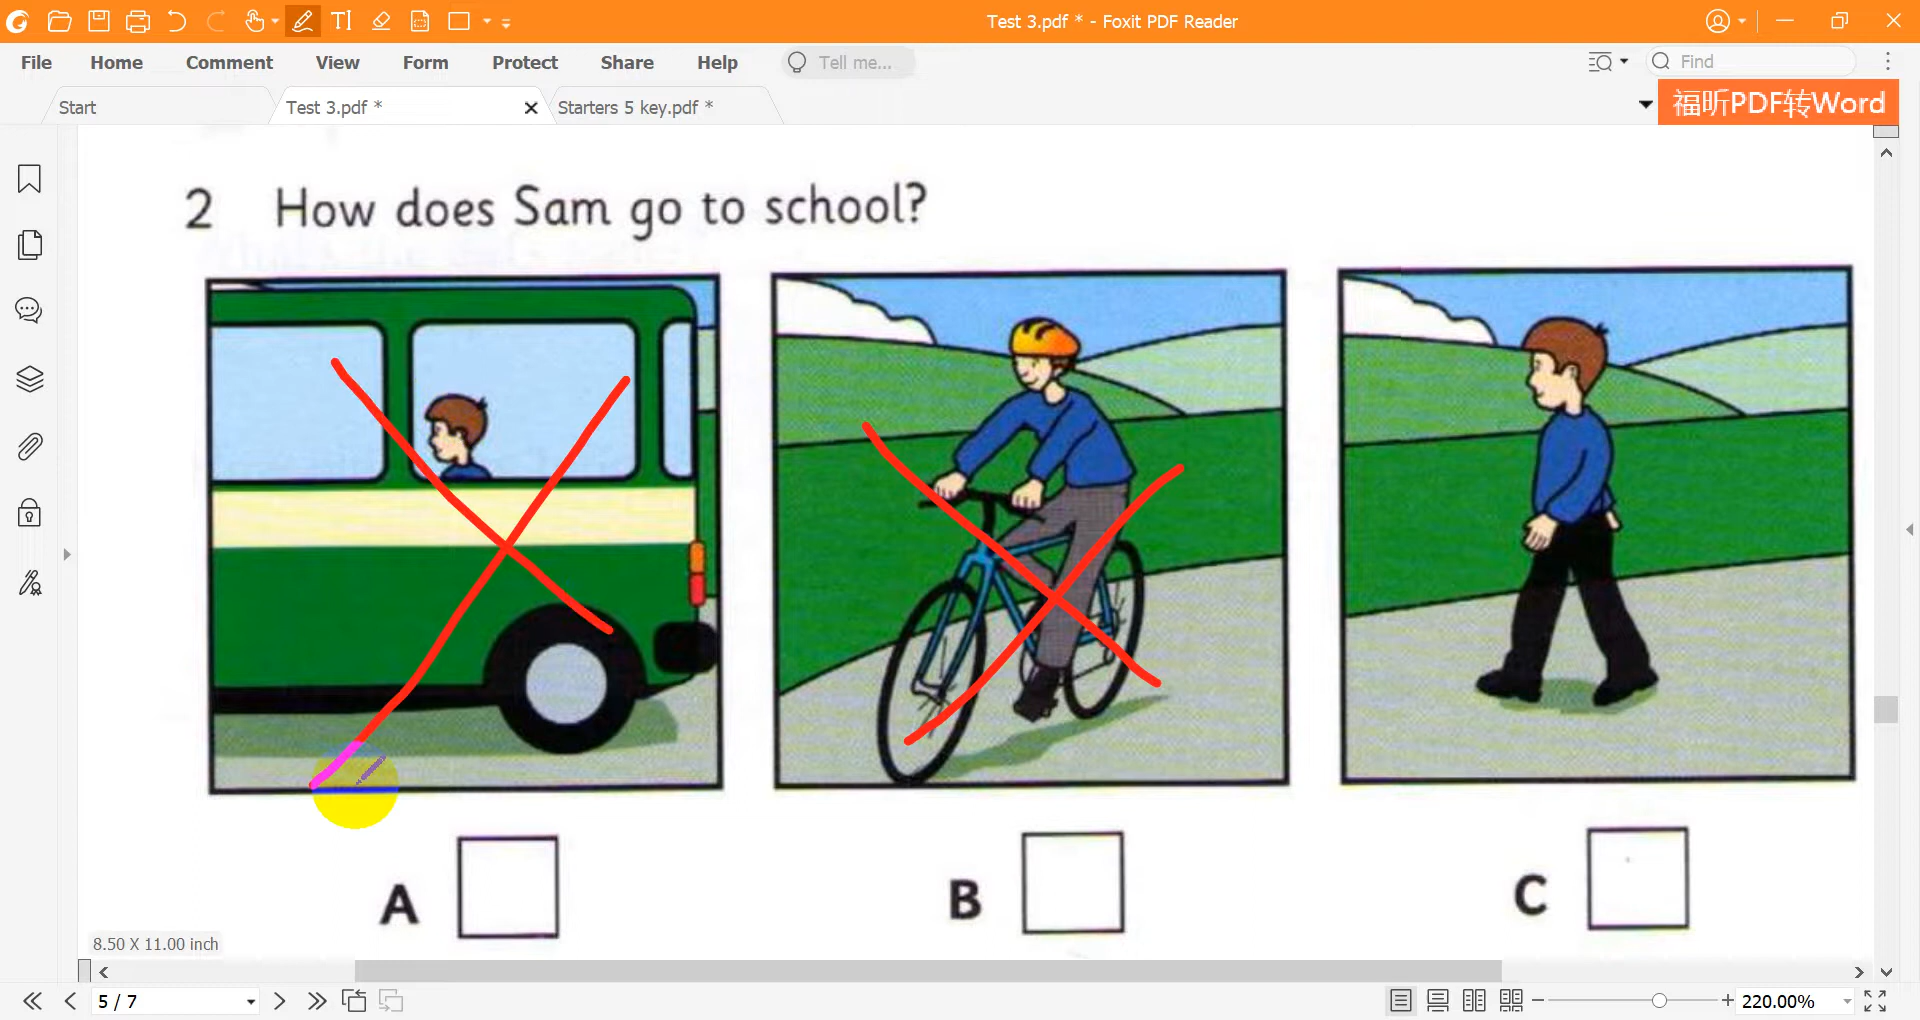 TI
Test 3.pdf * - Foxit PDF Reader
File Home Comment View Form Protect Share Help Tell me... Find
Start Test 3.pdf * Starters 5 key.pdf * 福昕PDF转Word
2 How does Sam go to school?
A B C
8.50 X 11.00 inch
5 / 7 220.00%